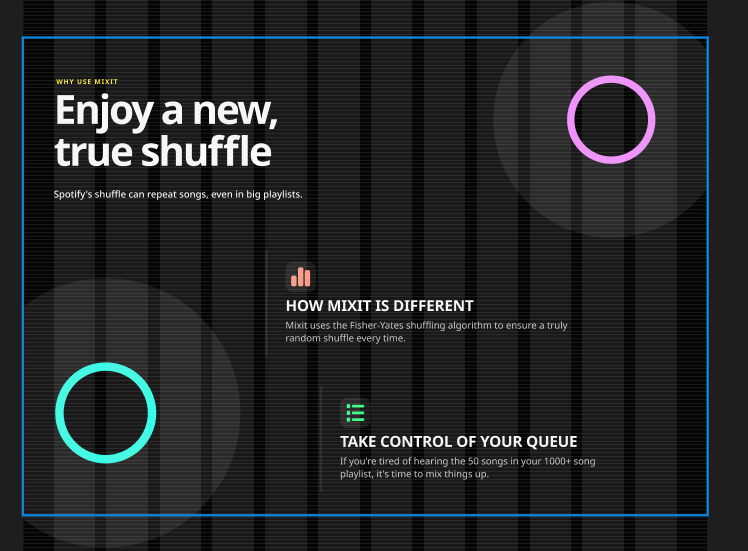 WHY USE MIXIT
Enjoy a new,
true shuffle
Spotify's shuffle can repeat songs, even in big playlists.
HOW MIXIT IS DIFFERENT
Mixit uses the Fisher-Yates shuffling algorithm to ensure a truly
random shuffle every time.
TAKE CONTROL OF YOUR QUEUE
If you're tired of hearing the 50 songs in your 1000+ song
playlist, it's time to mix things up.